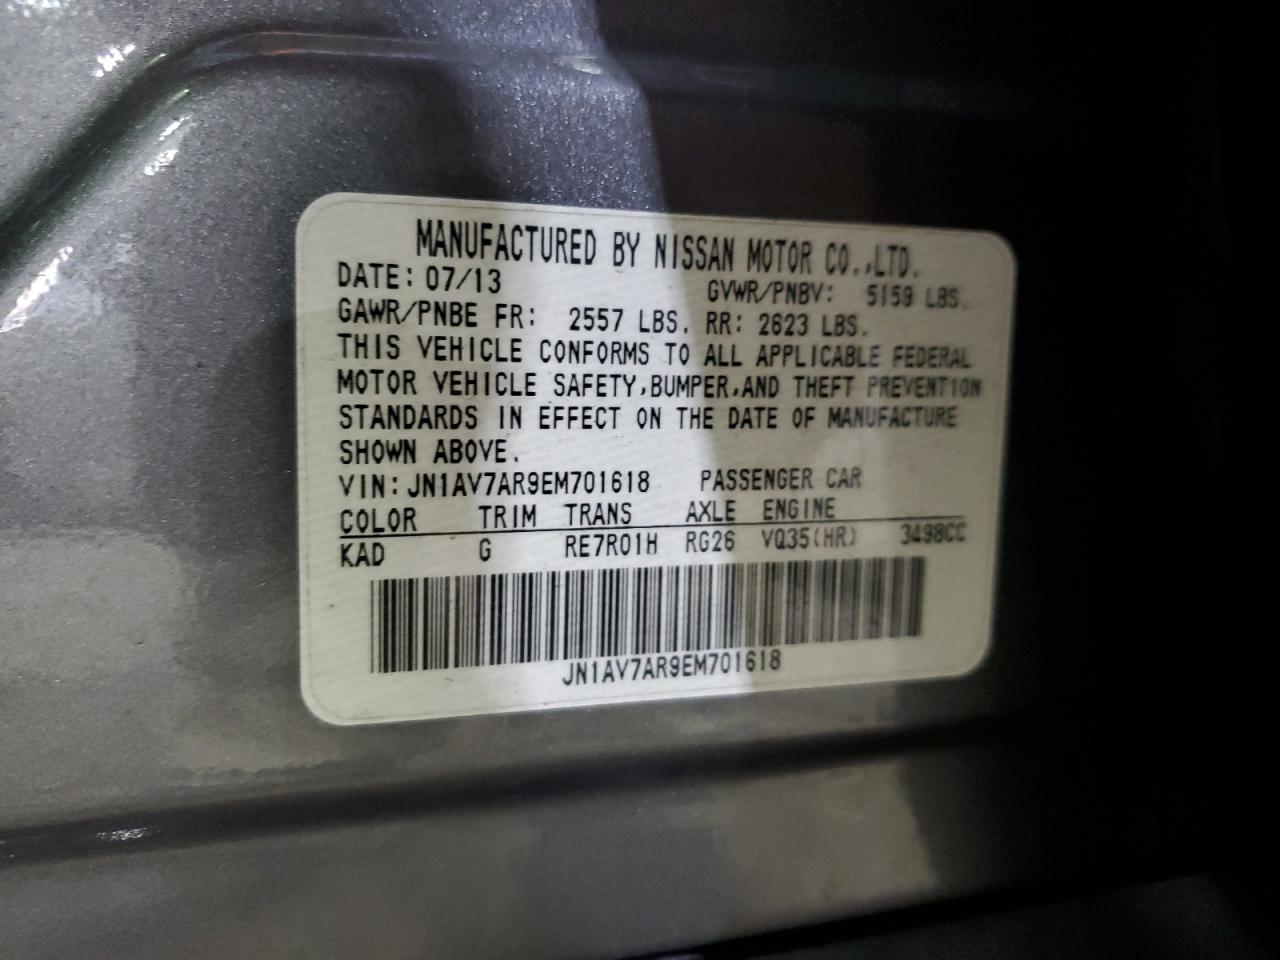 MANUFACTURED BY NISSAN MOTOR CO.,LTD.
DATE: 07/13 GVWR/PNBV: 5159 LBS.
GAWR/PNBE FR: 2557 LBS. RR: 2623 LBS.
THIS VEHICLE CONFORMS TO ALL APPLICABLE FEDERAL
MOTOR VEHICLE SAFETY,BUMPER,AND THEFT PREVENTION
STANDARDS IN EFFECT ON THE DATE OF MANUFACTURE
SHOWN ABOVE.
VIN: JN1AV7AR9EM701618 PASSENGER CAR
COLOR TRIM TRANS AXLE ENGINE
KAD G RE7R01H RG26 VQ35(HR) 3498CC
JN1AV7AR9EM701618